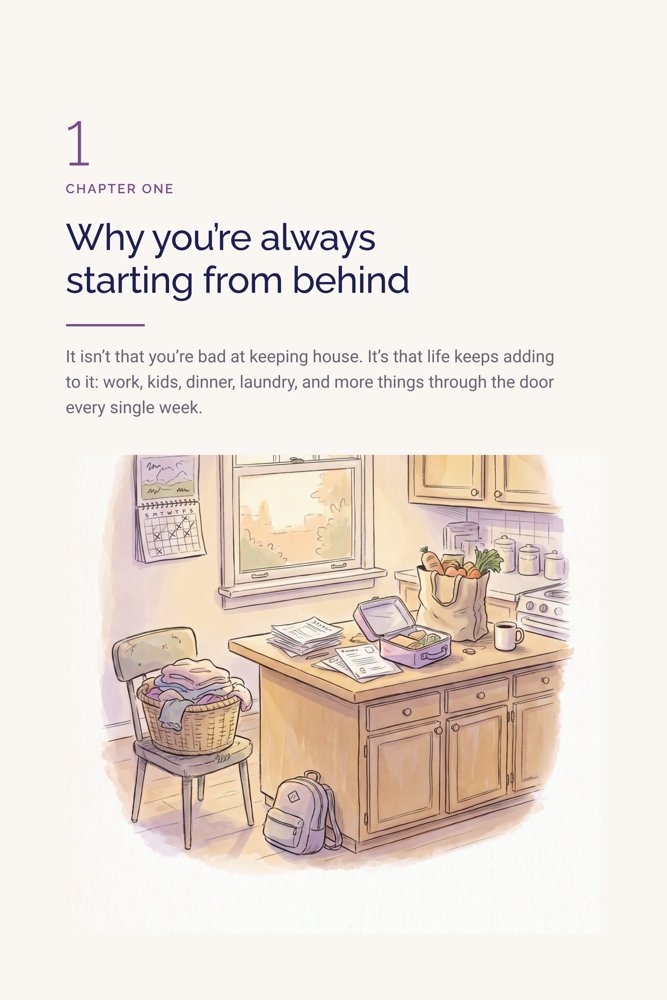 1
CHAPTER ONE
Why you’re always
starting from behind
It isn’t that you’re bad at keeping house. It’s that life keeps adding
to it: work, kids, dinner, laundry, and more things through the door
every single week.
S M T W T F S